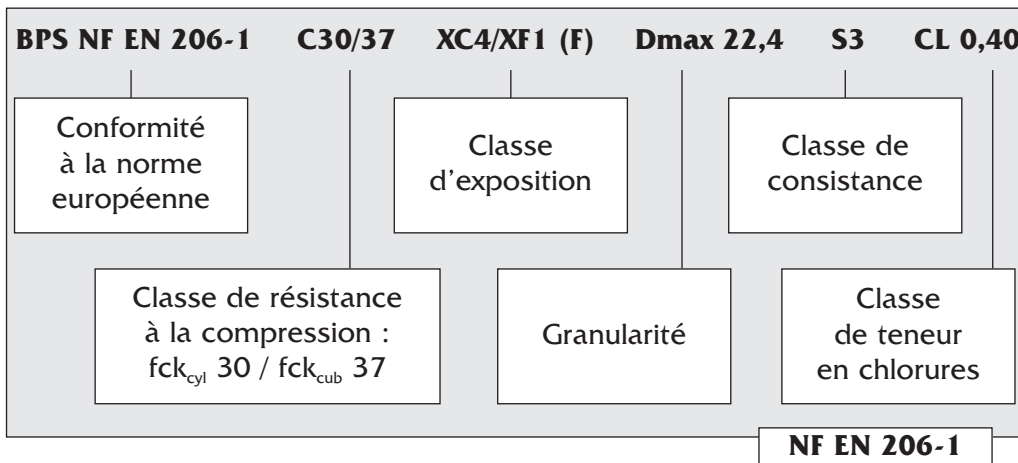 BPS NF EN 206-1 C30/37 XC4/XF1 (F) Dmax 22,4 S3 CL 0,40
Conformité
à la norme
européenne
Classe
d'exposition
Classe de
consistance
Classe de résistance
à la compression :
fck_cyl 30 / fck_cub 37
Granularité
Classe
de teneur
en chlorures
NF EN 206-1